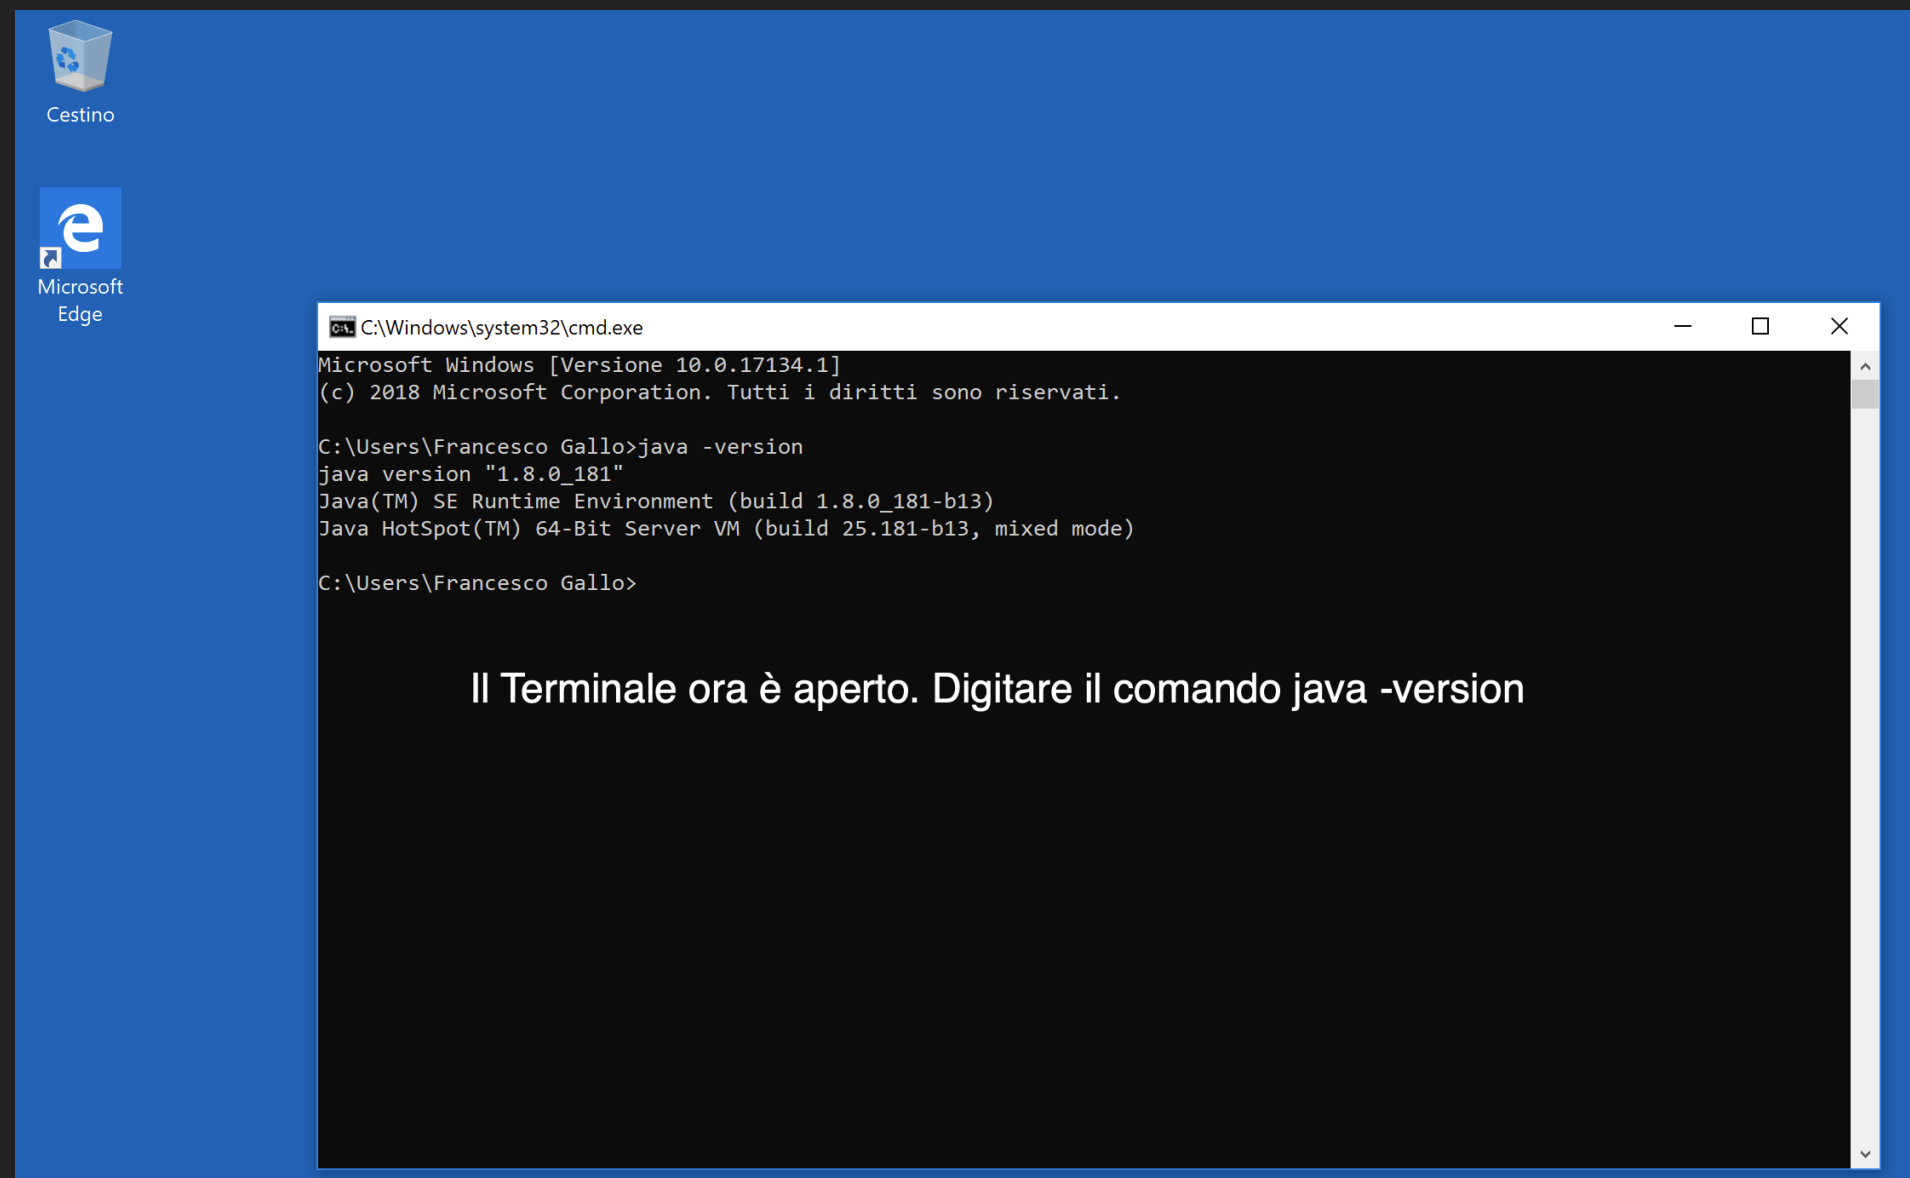 Cestino
Microsoft
Edge
C:\Windows\system32\cmd.exe
Microsoft Windows [Versione 10.0.17134.1]
(c) 2018 Microsoft Corporation. Tutti i diritti sono riservati.
C:\Users\Francesco Gallo>java -version
java version "1.8.0_181"
Java(TM) SE Runtime Environment (build 1.8.0_181-b13)
Java HotSpot(TM) 64-Bit Server VM (build 25.181-b13, mixed mode)
C:\Users\Francesco Gallo>
Il Terminale ora è aperto. Digitare il comando java -version